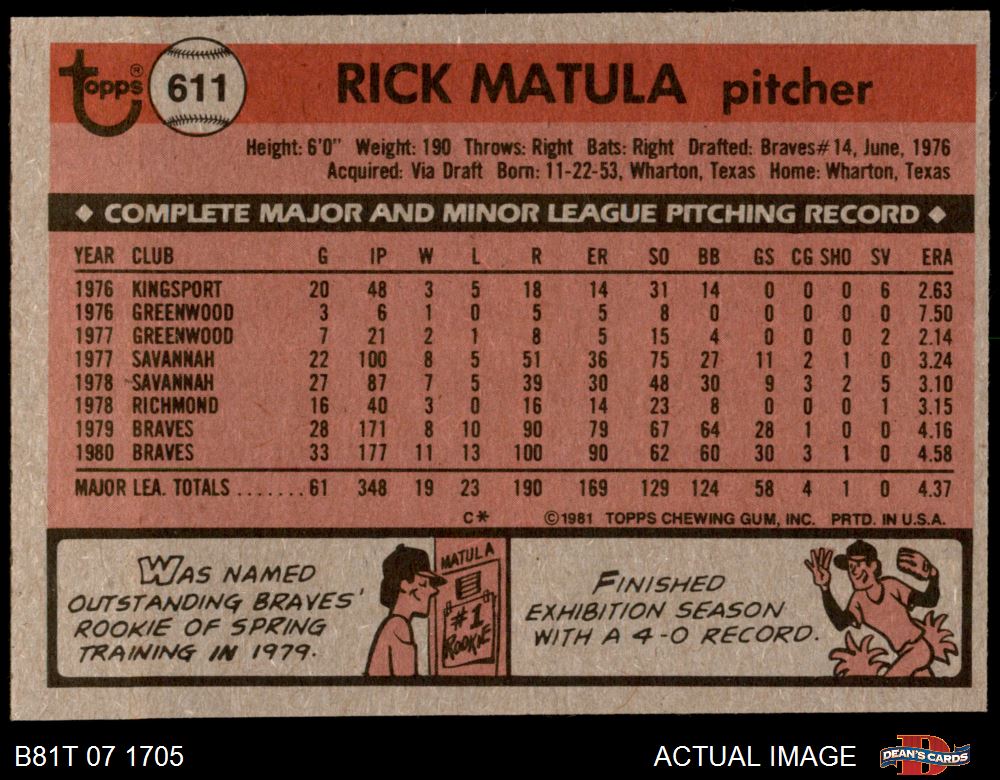 topps® 611 RICK MATULA pitcher
Height: 6'0" Weight: 190 Throws: Right Bats: Right Drafted: Braves#14, June, 1976
Acquired: Via Draft Born: 11-22-53, Wharton, Texas Home: Wharton, Texas
◆ COMPLETE MAJOR AND MINOR LEAGUE PITCHING RECORD ◆
YEAR CLUB G IP W L R ER SO BB GS CG SHO SV ERA
1976 KINGSPORT 20 48 3 5 18 14 31 14 0 0 0 6 2.63
1976 GREENWOOD 3 6 1 0 5 5 8 0 0 0 0 0 7.50
1977 GREENWOOD 7 21 2 1 8 5 15 4 0 0 0 2 2.14
1977 SAVANNAH 22 100 8 5 51 36 75 27 11 2 1 0 3.24
1978 SAVANNAH 27 87 7 5 39 30 48 30 9 3 2 5 3.10
1978 RICHMOND 16 40 3 0 16 14 23 8 0 0 0 1 3.15
1979 BRAVES 28 171 8 10 90 79 67 64 28 1 0 0 4.16
1980 BRAVES 33 177 11 13 100 90 62 60 30 3 1 0 4.58
MAJOR LEA. TOTALS .......61 348 19 23 190 169 129 124 58 4 1 0 4.37
C* ©1981 TOPPS CHEWING GUM, INC. PRTD. IN U.S.A.
WAS NAMED
OUTSTANDING BRAVES'
ROOKIE OF SPRING
TRAINING IN 1979.
MATULA
#1
ROOKIE
FINISHED
EXHIBITION SEASON
WITH A 4-0 RECORD.
B81T 07 1705 ACTUAL IMAGE D DEAN'S CARDS